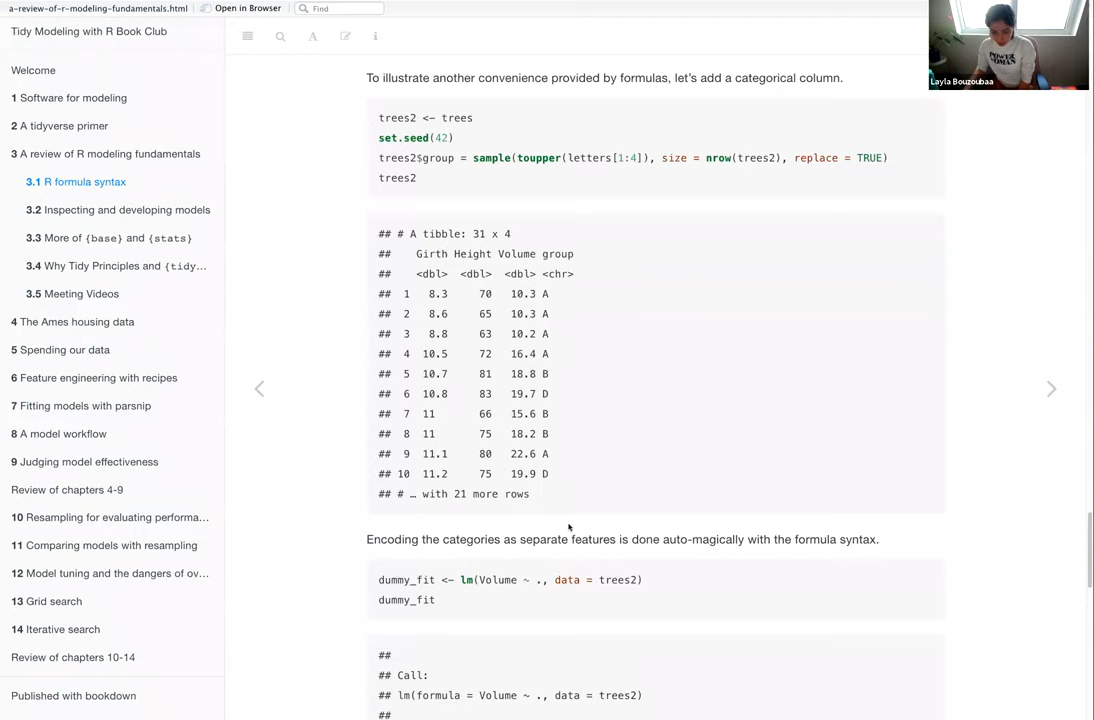 a-review-of-r-modeling-fundamentals.html
Open in Browser
Find
Tidy Modeling with R Book Club
Welcome
1 Software for modeling
2 A tidyverse primer
3 A review of R modeling fundamentals
3.1 R formula syntax
3.2 Inspecting and developing models
3.3 More of {base} and {stats}
3.4 Why Tidy Principles and {tidy…
3.5 Meeting Videos
4 The Ames housing data
5 Spending our data
6 Feature engineering with recipes
7 Fitting models with parsnip
8 A model workflow
9 Judging model effectiveness
Review of chapters 4-9
10 Resampling for evaluating performa…
11 Comparing models with resampling
12 Model tuning and the dangers of ov…
13 Grid search
14 Iterative search
Review of chapters 10-14
Published with bookdown
A
i
To illustrate another convenience provided by formulas, let's add a categorical column.
trees2 <- trees
set.seed(42)
trees2$group = sample(toupper(letters[1:4]), size = nrow(trees2), replace = TRUE)
trees2
## # A tibble: 31 x 4
##    Girth Height Volume group
##    <dbl>  <dbl>  <dbl> <chr>
##  1   8.3     70   10.3 A
##  2   8.6     65   10.3 A
##  3   8.8     63   10.2 A
##  4  10.5     72   16.4 A
##  5  10.7     81   18.8 B
##  6  10.8     83   19.7 D
##  7  11       66   15.6 B
##  8  11       75   18.2 B
##  9  11.1     80   22.6 A
## 10  11.2     75   19.9 D
## # … with 21 more rows
Encoding the categories as separate features is done auto-magically with the formula syntax.
dummy_fit <- lm(Volume ~ ., data = trees2)
dummy_fit
##
## Call:
## lm(formula = Volume ~ ., data = trees2)
##
POWER
WOMAN
Layla Bouzoubaa